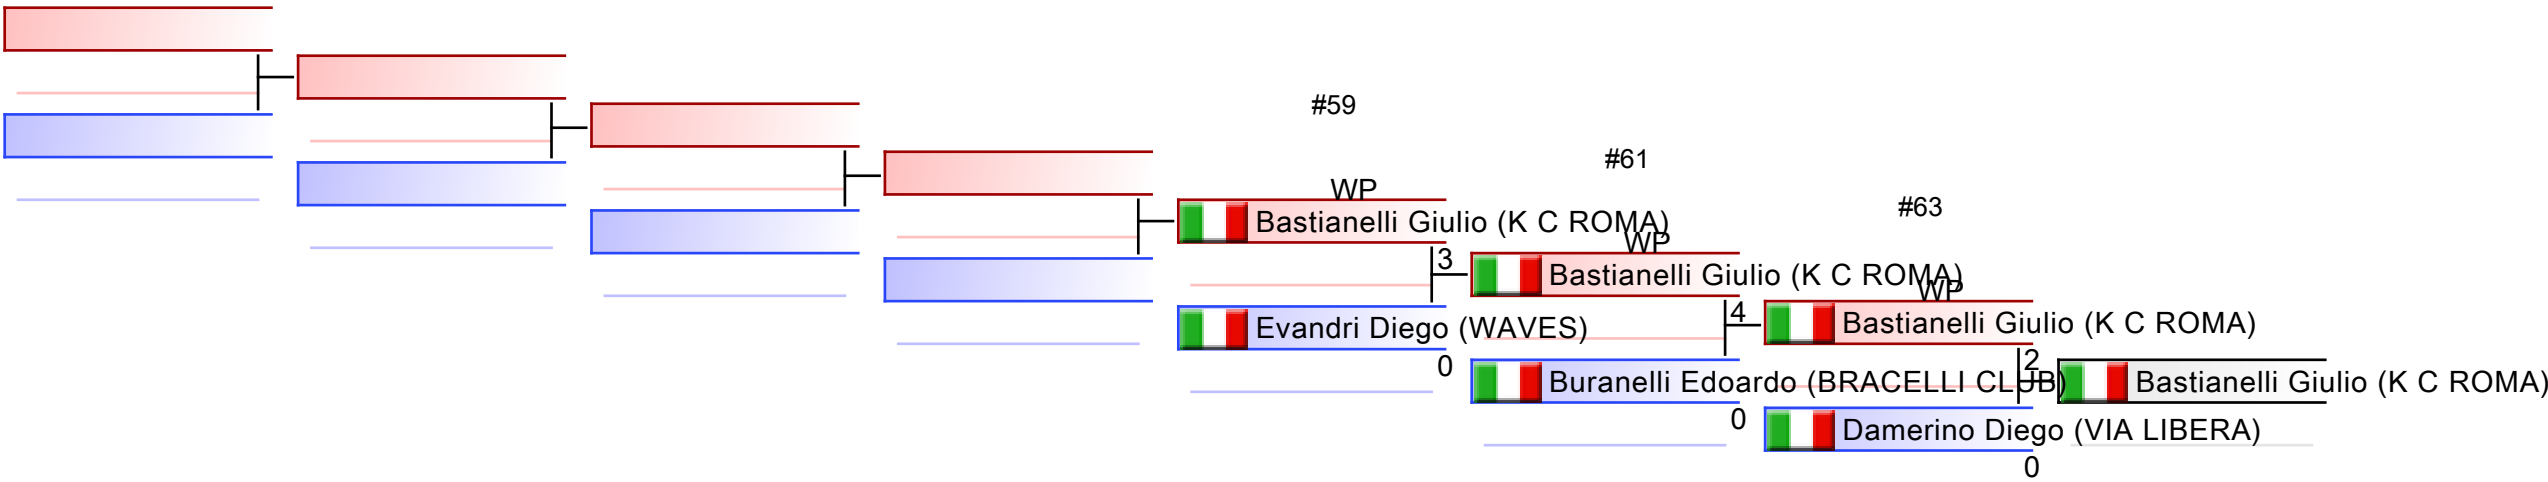 #59
#61
#63
WP
Bastianelli Giulio (K C ROMA)
3
Evandri Diego (WAVES)
0
WP
Bastianelli Giulio (K C ROMA)
4
Buranelli Edoardo (BRACELLI CLUB)
0
WP
Bastianelli Giulio (K C ROMA)
2
Damerino Diego (VIA LIBERA)
0
Bastianelli Giulio (K C ROMA)